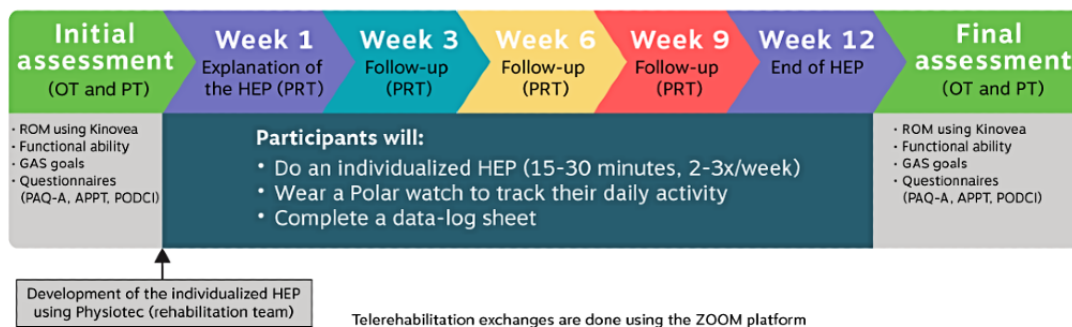 Initial
assessment
(OT and PT)
Week 1
Explanation of
the HEP (PRT)
Week 3
Follow-up
(PRT)
Week 6
Follow-up
(PRT)
Week 9
Follow-up
(PRT)
Week 12
End of HEP
Final
assessment
(OT and PT)
• ROM using Kinovea
• Functional ability
• GAS goals
• Questionnaires
(PAQ-A, APPT, PODCI)
Participants will:
• Do an individualized HEP (15-30 minutes, 2-3x/week)
• Wear a Polar watch to track their daily activity
• Complete a data-log sheet
• ROM using Kinovea
• Functional ability
• GAS goals
• Questionnaires
(PAQ-A, APPT, PODCI)
Development of the individualized HEP
using Physiotec (rehabilitation team)
Telerehabilitation exchanges are done using the ZOOM platform